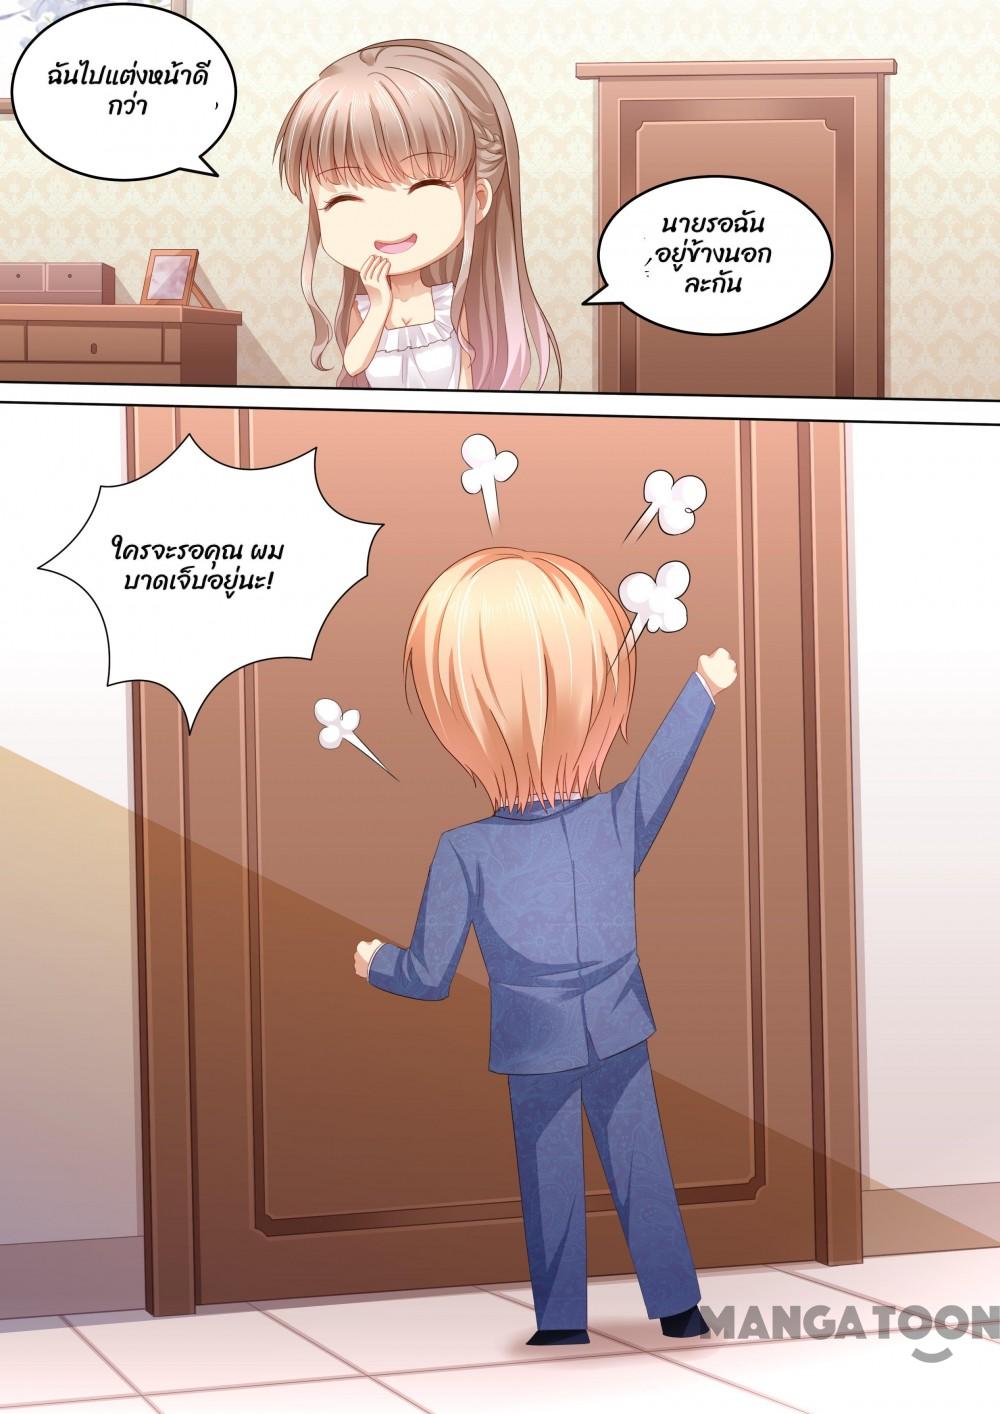 ฉันไปแต่งหน้าดี
กว่า
นายรอฉัน
อยู่ข้างนอก
ละกัน
ใครจะรอคุณ ผม
บาดเจ็บอยู่นะ!
MANGATOON